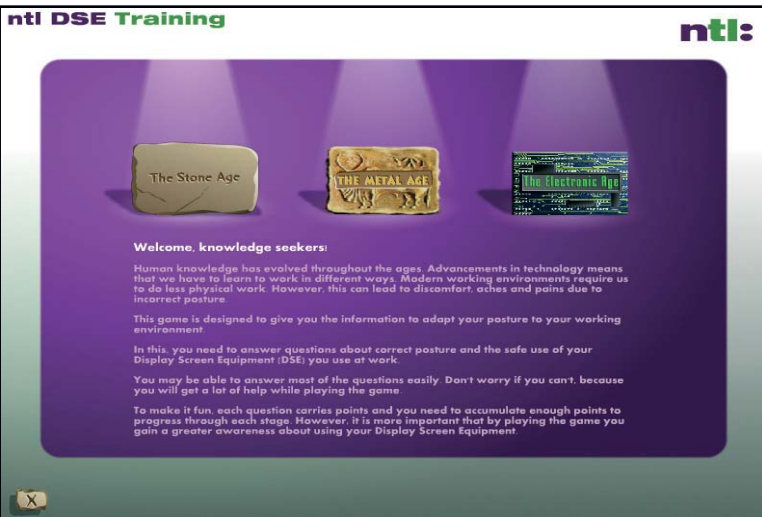 ntl DSE Training
ntl:
The Stone Age
THE METAL AGE
The Electronic Age
Welcome, knowledge seekers!
Human knowledge has evolved throughout the ages. Advancements in technology means
that we have to learn to work in different ways. Modern working environments require us
to do less physical work. However, this can lead to discomfort, aches and pains due to
incorrect posture.
This game is designed to give you the information to adapt your posture to your working
environment.
In this, you need to answer questions about correct posture and the safe use of your
Display Screen Equipment (DSE) you use at work.
You may be able to answer most of the questions easily. Don't worry if you can't, because
you will get a lot of help while playing the game.
To make it fun, each question carries points and you need to accumulate enough points to
progress through each stage. However, it is more important that by playing the game you
gain a greater awareness about using your Display Screen Equipment.
X